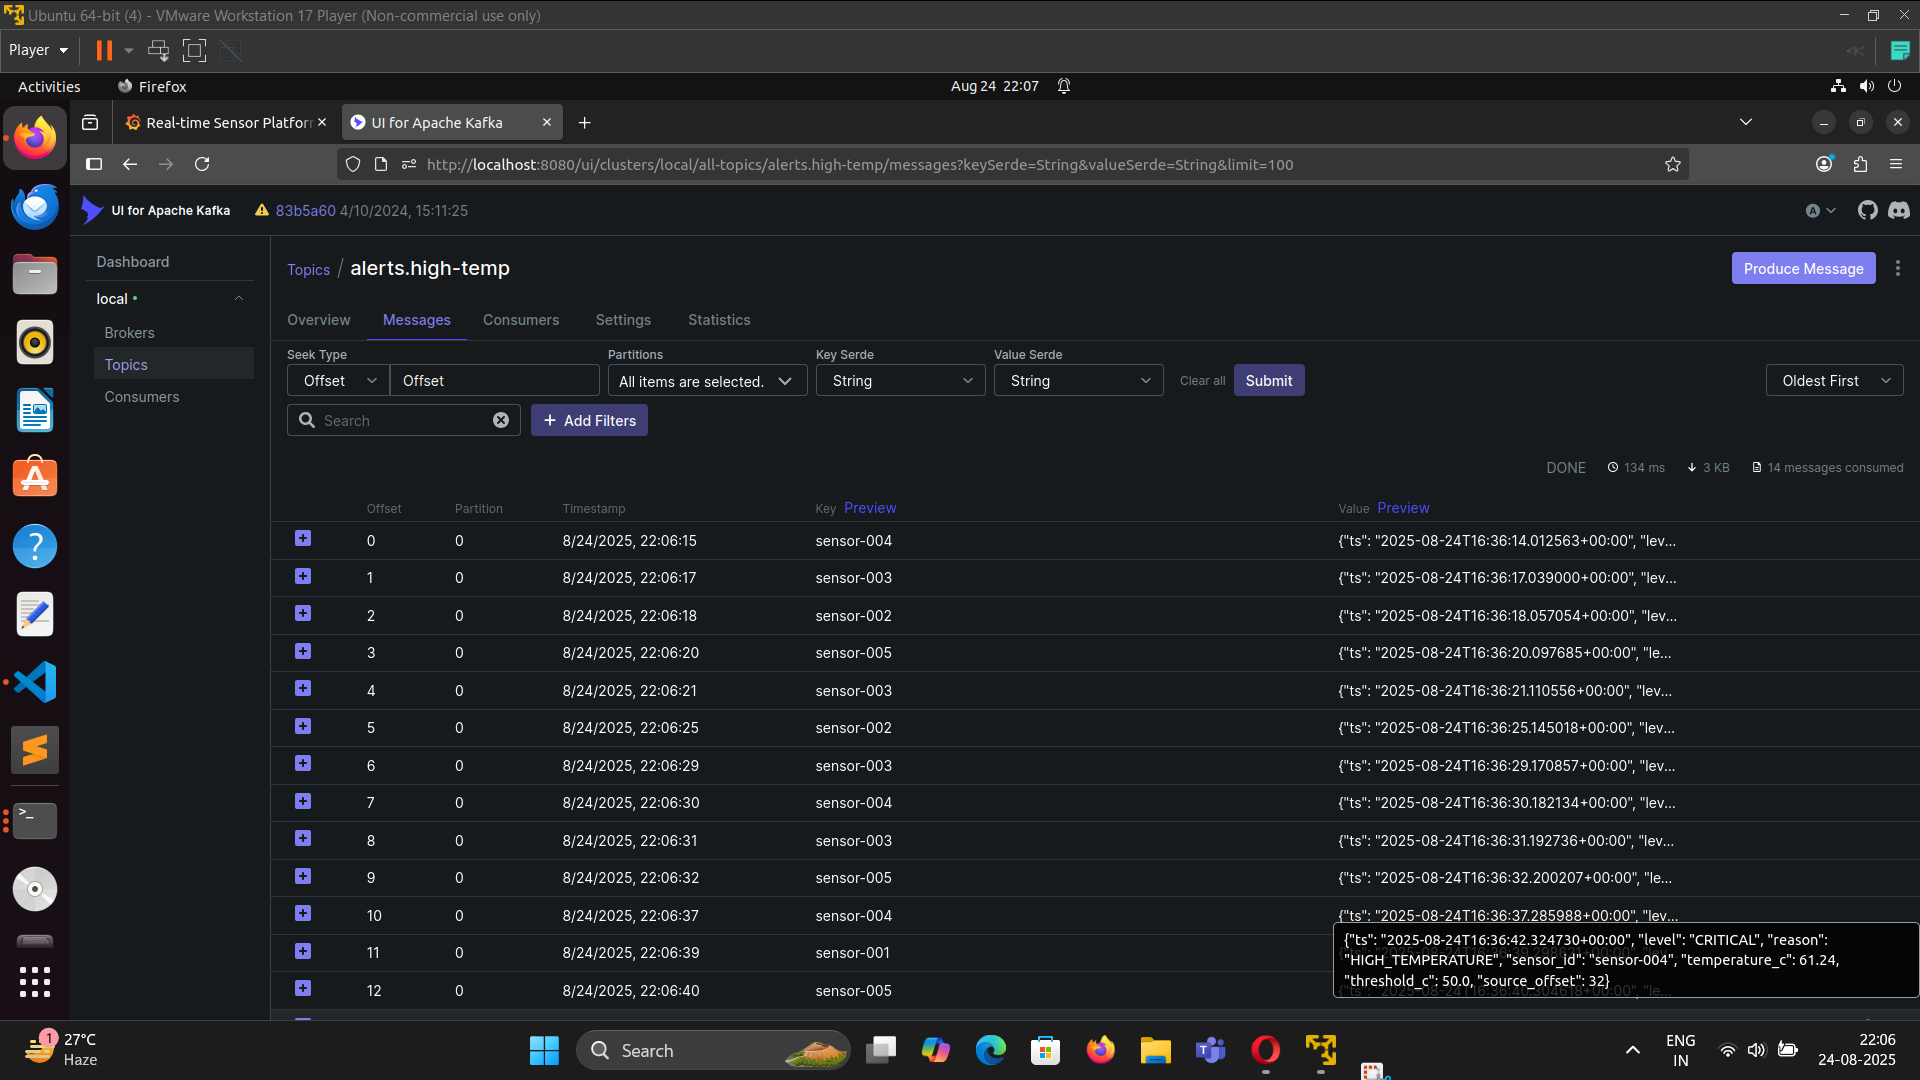 Ubuntu 64-bit (4) - VMware Workstation 17 Player (Non-commercial use only)
Player
Activities
Firefox
Aug 24 22:07
Real-time Sensor Platfor
UI for Apache Kafka
http://localhost:8080/ui/clusters/local/all-topics/alerts.high-temp/messages?keySerde=String&valueSerde=String&limit=100
UI for Apache Kafka
83b5a60 4/10/2024, 15:11:25
A
Dashboard
local
Brokers
Topics
Consumers
Topics / alerts.high-temp
Produce Message
Overview Messages Consumers Settings Statistics
Seek Type Partitions Key Serde Value Serde
Offset Offset All items are selected. String String Clear all Submit Oldest First
Search + Add Filters
DONE 134 ms 3 KB 14 messages consumed
Offset Partition Timestamp Key Preview Value Preview
0 0 8/24/2025, 22:06:15 sensor-004 {"ts": "2025-08-24T16:36:14.012563+00:00", "lev...
1 0 8/24/2025, 22:06:17 sensor-003 {"ts": "2025-08-24T16:36:17.039000+00:00", "lev...
2 0 8/24/2025, 22:06:18 sensor-002 {"ts": "2025-08-24T16:36:18.057054+00:00", "lev...
3 0 8/24/2025, 22:06:20 sensor-005 {"ts": "2025-08-24T16:36:20.097685+00:00", "le...
4 0 8/24/2025, 22:06:21 sensor-003 {"ts": "2025-08-24T16:36:21.110556+00:00", "lev...
5 0 8/24/2025, 22:06:25 sensor-002 {"ts": "2025-08-24T16:36:25.145018+00:00", "lev...
6 0 8/24/2025, 22:06:29 sensor-003 {"ts": "2025-08-24T16:36:29.170857+00:00", "lev...
7 0 8/24/2025, 22:06:30 sensor-004 {"ts": "2025-08-24T16:36:30.182134+00:00", "lev...
8 0 8/24/2025, 22:06:31 sensor-003 {"ts": "2025-08-24T16:36:31.192736+00:00", "lev...
9 0 8/24/2025, 22:06:32 sensor-005 {"ts": "2025-08-24T16:36:32.200207+00:00", "le...
10 0 8/24/2025, 22:06:37 sensor-004 {"ts": "2025-08-24T16:36:37.285988+00:00", "lev...
11 0 8/24/2025, 22:06:39 sensor-001
12 0 8/24/2025, 22:06:40 sensor-005
{"ts": "2025-08-24T16:36:42.324730+00:00", "level": "CRITICAL", "reason":
"HIGH_TEMPERATURE", "sensor_id": "sensor-004", "temperature_c": 61.24,
"threshold_c": 50.0, "source_offset": 32}
1
27°C
Haze
Search
ENG
IN
22:06
24-08-2025